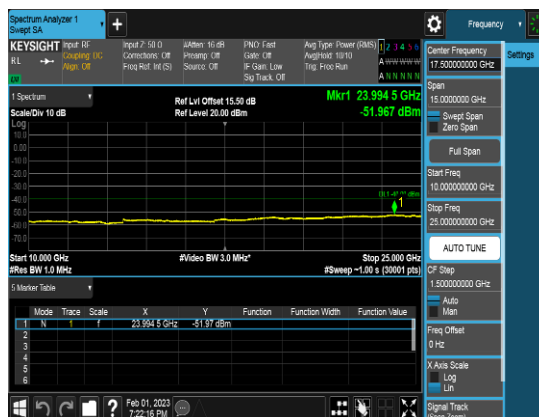 Spectrum Analyzer 1
Swept SA
+
Frequency
KEYSIGHT
RL
Input: RF
Coupling: DC
Align: Off
Input Z: 50 Ω
Corrections: Off
Freq Ref: Int (S)
#Atten: 16 dB
Preamp: Off
Source: Off
PNO: Fast
Gate: Off
IF Gain: Low
Sig Track: Off
Avg Type: Power (RMS)
Avg|Hold: 10/10
Trig: Free Run
1 2 3 4 5 6
A W W W W W
A N N N N N
Settings
Center Frequency
17.500000000 GHz
Span
15.0000000 GHz
Swept Span
Zero Span
Full Span
Start Freq
10.000000000 GHz
Stop Freq
25.000000000 GHz
AUTO TUNE
CF Step
1.500000000 GHz
Auto
Man
Freq Offset
0 Hz
X Axis Scale
Log
Lin
Signal Track
1 Spectrum
Scale/Div 10 dB
Ref Lvl Offset 15.50 dB
Ref Level 20.00 dBm
Mkr1 23.994 5 GHz
-51.967 dBm
Log
10.0
0.00
-10.0
-20.0
-30.0
-40.0
-50.0
-60.0
-70.0
1
Start 10.000 GHz
#Res BW 1.0 MHz
#Video BW 3.0 MHz*
Stop 25.000 GHz
#Sweep ~1.00 s (30001 pts)
5 Marker Table
Mode Trace Scale X Y Function Function Width Function Value
1 N 1 f 23.994 5 GHz -51.97 dBm
2
3
4
5
6
?
Feb 01, 2023
7:22:16 PM